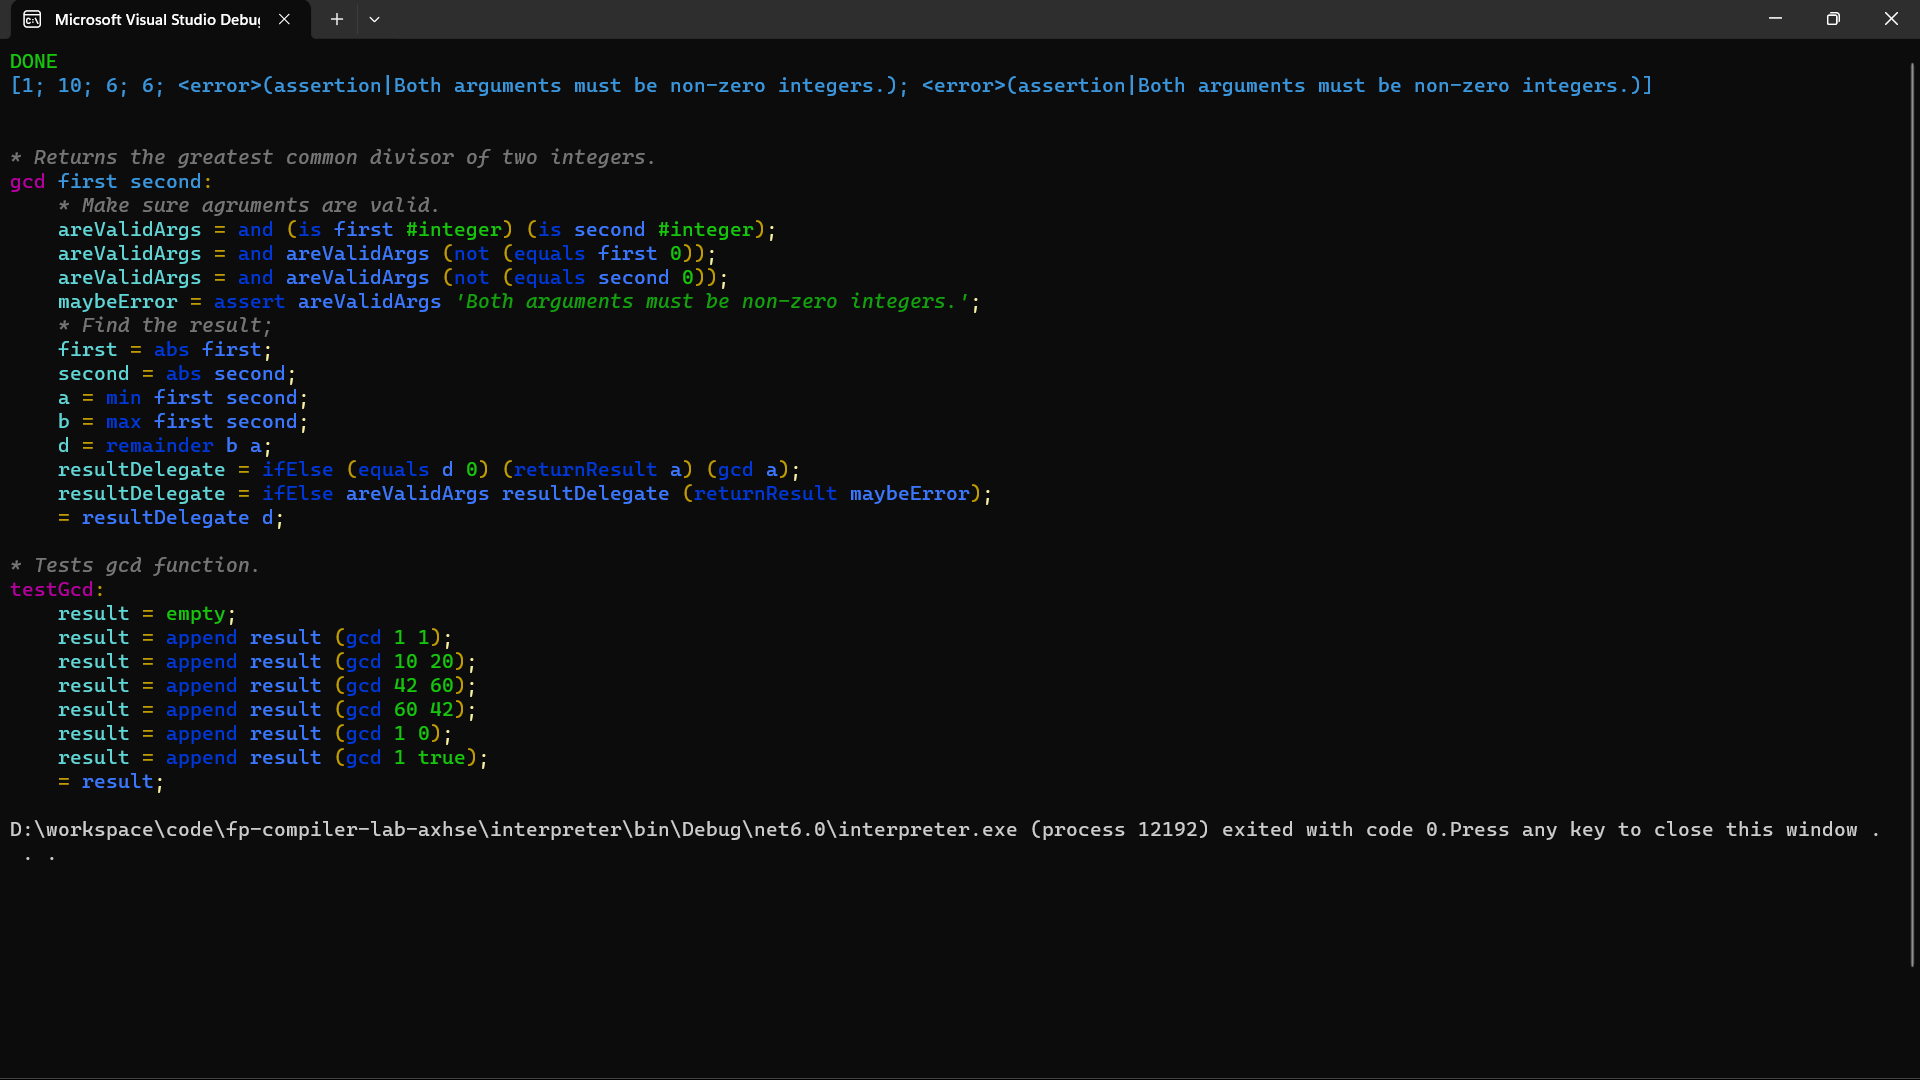 Microsoft Visual Studio Debug
DONE
[1; 10; 6; 6; <error>(assertion|Both arguments must be non-zero integers.); <error>(assertion|Both arguments must be non-zero integers.)]
* Returns the greatest common divisor of two integers.
gcd first second:
    * Make sure agruments are valid.
    areValidArgs = and (is first #integer) (is second #integer);
    areValidArgs = and areValidArgs (not (equals first 0));
    areValidArgs = and areValidArgs (not (equals second 0));
    maybeError = assert areValidArgs 'Both arguments must be non-zero integers.';
    * Find the result;
    first = abs first;
    second = abs second;
    a = min first second;
    b = max first second;
    d = remainder b a;
    resultDelegate = ifElse (equals d 0) (returnResult a) (gcd a);
    resultDelegate = ifElse areValidArgs resultDelegate (returnResult maybeError);
    = resultDelegate d;
* Tests gcd function.
testGcd:
    result = empty;
    result = append result (gcd 1 1);
    result = append result (gcd 10 20);
    result = append result (gcd 42 60);
    result = append result (gcd 60 42);
    result = append result (gcd 1 0);
    result = append result (gcd 1 true);
    = result;
D:\workspace\code\fp-compiler-lab-axhse\interpreter\bin\Debug\net6.0\interpreter.exe (process 12192) exited with code 0.Press any key to close this window .
 . .